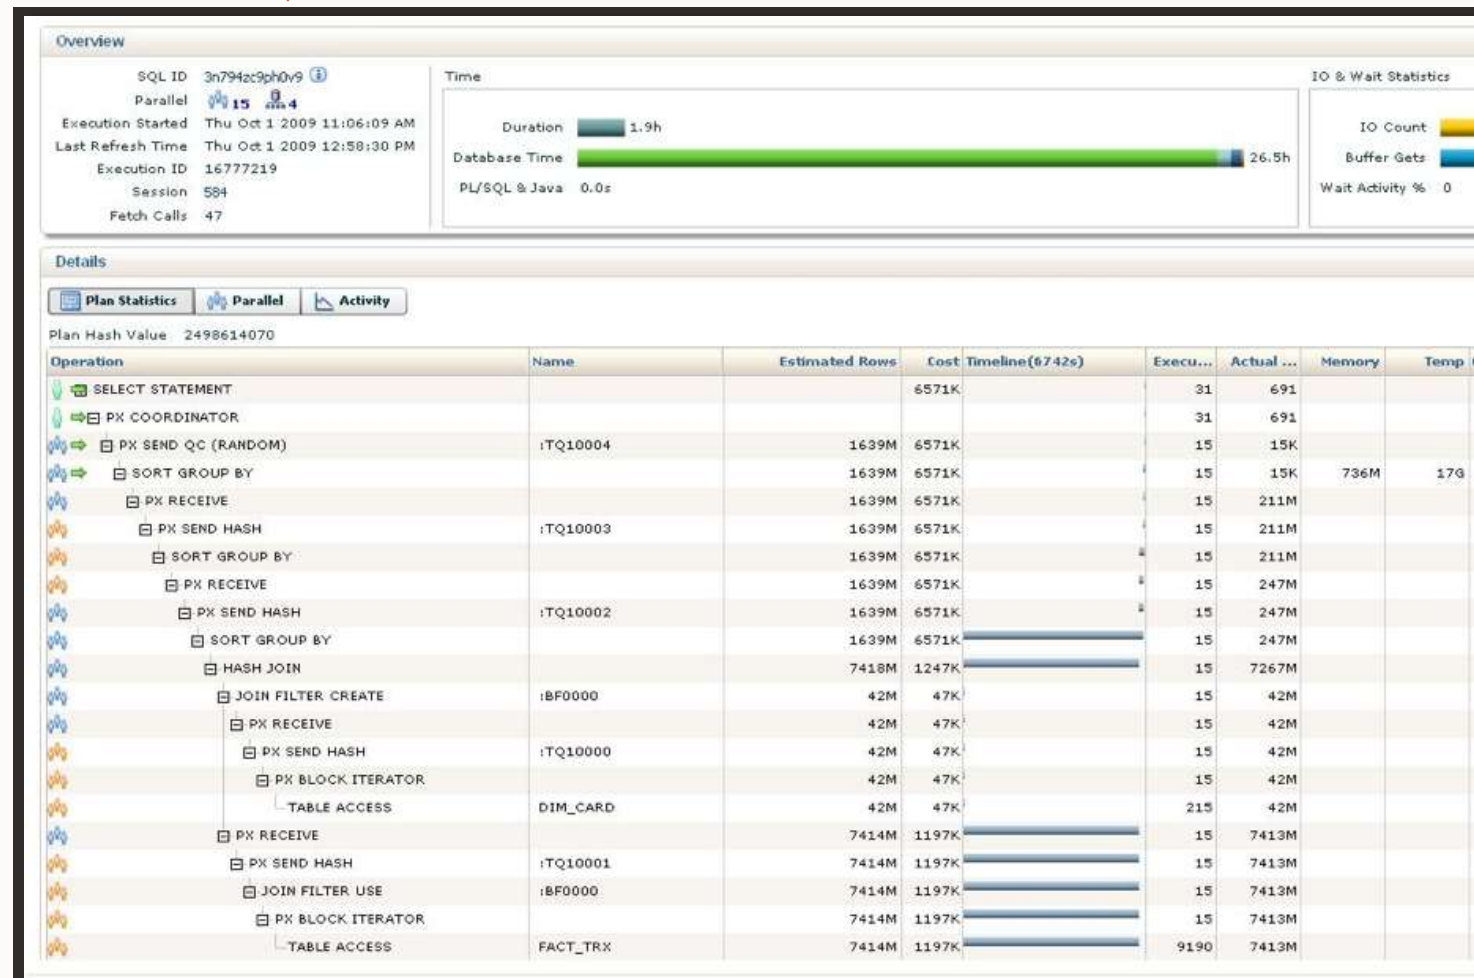 Overview
SQL ID 3n794zc9ph0v9
Parallel 15 4
Execution Started Thu Oct 1 2009 11:06:09 AM
Last Refresh Time Thu Oct 1 2009 12:58:30 PM
Execution ID 16777219
Session 584
Fetch Calls 47
Time
Duration 1.9h
Database Time 26.5h
PL/SQL & Java 0.0s
IO & Wait Statistics
IO Count
Buffer Gets
Wait Activity % 0
Details
Plan Statistics Parallel Activity
Plan Hash Value 2498614070
Operation Name Estimated Rows Cost Timeline(6742s) Execu... Actual ... Memory Temp
SELECT STATEMENT 6571K 31 691
PX COORDINATOR 31 691
PX SEND QC (RANDOM) :TQ10004 1639M 6571K 15 15K
SORT GROUP BY 1639M 6571K 15 15K 736M 17G
PX RECEIVE 1639M 6571K 15 211M
PX SEND HASH :TQ10003 1639M 6571K 15 211M
SORT GROUP BY 1639M 6571K 15 211M
PX RECEIVE 1639M 6571K 15 247M
PX SEND HASH :TQ10002 1639M 6571K 15 247M
SORT GROUP BY 1639M 6571K 15 247M
HASH JOIN 7418M 1247K 15 7267M
JOIN FILTER CREATE :BF0000 42M 47K 15 42M
PX RECEIVE 42M 47K 15 42M
PX SEND HASH :TQ10000 42M 47K 15 42M
PX BLOCK ITERATOR 42M 47K 15 42M
TABLE ACCESS DIM_CARD 42M 47K 215 42M
PX RECEIVE 7414M 1197K 15 7413M
PX SEND HASH :TQ10001 7414M 1197K 15 7413M
JOIN FILTER USE :BF0000 7414M 1197K 15 7413M
PX BLOCK ITERATOR 7414M 1197K 15 7413M
TABLE ACCESS FACT_TRX 7414M 1197K 9190 7413M